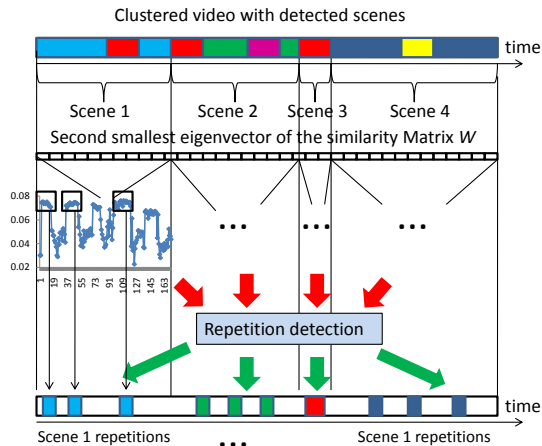 Clustered video with detected scenes
time
Scene 1 Scene 2 Scene 3 Scene 4
Second smallest eigenvector of the similarity Matrix W
0.08
0.06
0.04
0.02
1 19 37 55 73 91 109 127 145 163
... ... ...
Repetition detection
time
Scene 1 repetitions ... Scene 1 repetitions